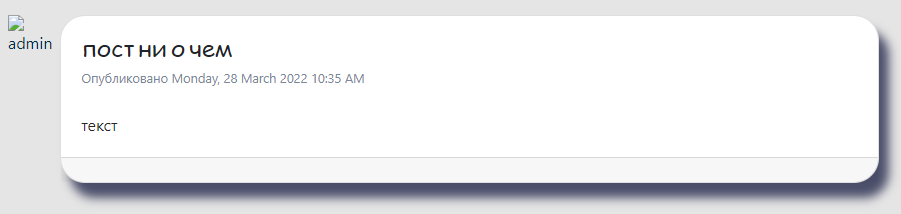 admin
пост ни о чем
Опубликовано Monday, 28 March 2022 10:35 AM
текст